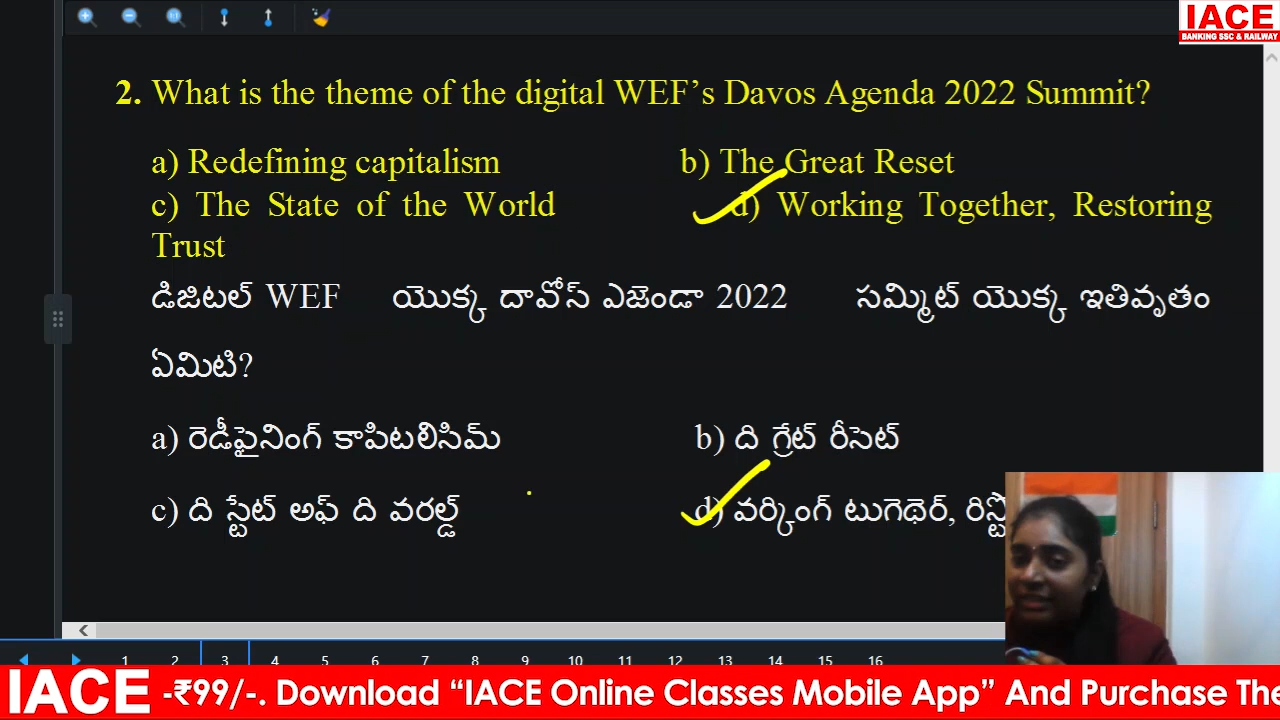 IACE
BANKING SSC & RAILWAY
2. What is the theme of the digital WEF’s Davos Agenda 2022 Summit?
a) Redefining capitalism b) The Great Reset
c) The State of the World d) Working Together, Restoring
Trust
డిజిటల్ WEF యొక్క దావోస్ ఎజెండా 2022 సమ్మిట్ యొక్క ఇతివృతం
ఏమిటి?
a) రెడీఫైనింగ్ కాపిటలిసిమ్ b) ది గ్రేట్ రీసెట్
c) ది స్టేట్ అఫ్ ది వరల్డ్ d) వర్కింగ్ టుగెథెర్,
1 2 3 4 5 6 7 8 9 10 11 12 13 14 15 16
IACE -₹99/-. Download “IACE Online Classes Mobile App” And Purchase The